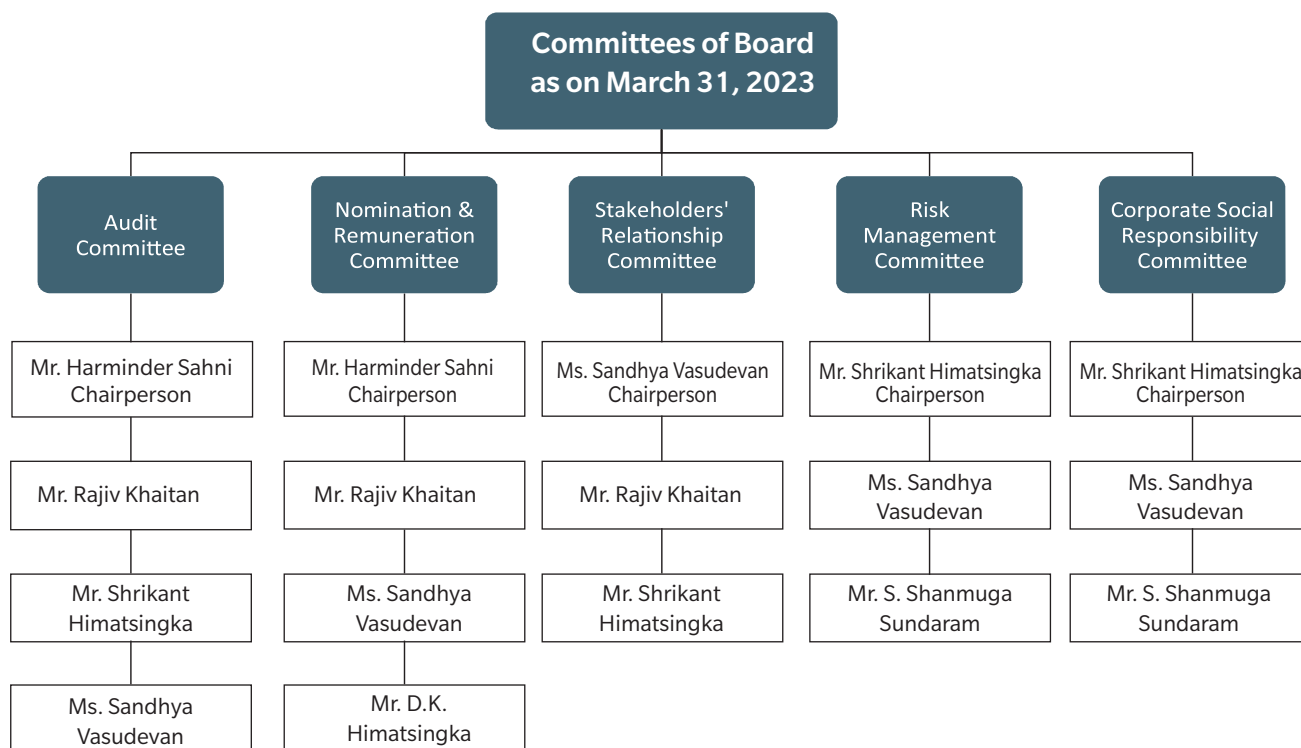 Committees of Board
as on March 31, 2023
Audit
Committee
Nomination &
Remuneration
Committee
Stakeholders'
Relationship
Committee
Risk
Management
Committee
Corporate Social
Responsibility
Committee
Mr. Harminder Sahni
Chairperson
Mr. Harminder Sahni
Chairperson
Ms. Sandhya Vasudevan
Chairperson
Mr. Shrikant Himatsingka
Chairperson
Mr. Shrikant Himatsingka
Chairperson
Mr. Rajiv Khaitan
Mr. Rajiv Khaitan
Mr. Rajiv Khaitan
Ms. Sandhya
Vasudevan
Ms. Sandhya
Vasudevan
Mr. Shrikant
Himatsingka
Ms. Sandhya
Vasudevan
Mr. Shrikant
Himatsingka
Mr. S. Shanmuga
Sundaram
Mr. S. Shanmuga
Sundaram
Ms. Sandhya
Vasudevan
Mr. D.K.
Himatsingka